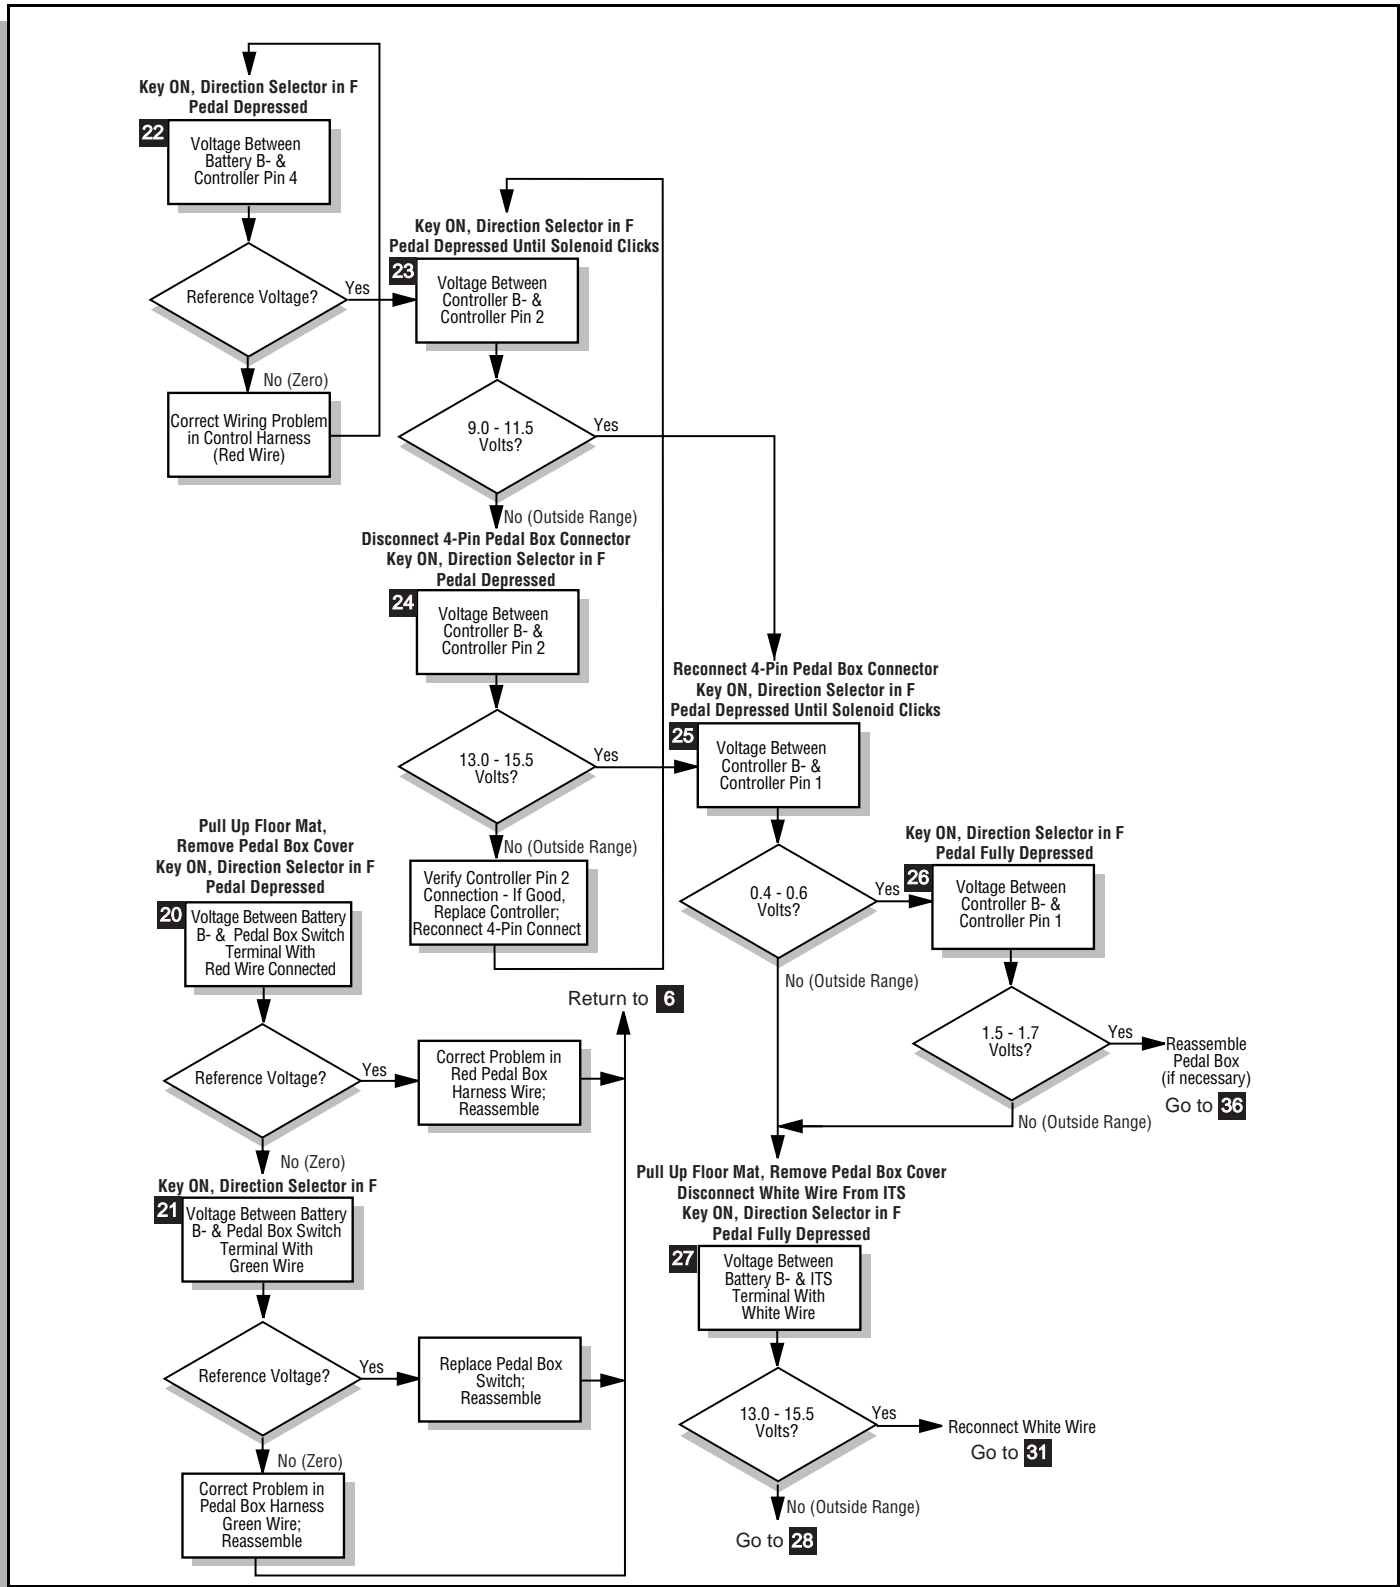 Key ON, Direction Selector in F
Pedal Depressed
22
Voltage Between
Battery B- &
Controller Pin 4
Reference Voltage?
Yes
No (Zero)
Correct Wiring Problem
in Control Harness
(Red Wire)
Key ON, Direction Selector in F
Pedal Depressed Until Solenoid Clicks
23
Voltage Between
Controller B- &
Controller Pin 2
9.0 - 11.5
Volts?
Yes
No (Outside Range)
Disconnect 4-Pin Pedal Box Connector
Key ON, Direction Selector in F
Pedal Depressed
24
Voltage Between
Controller B- &
Controller Pin 2
13.0 - 15.5
Volts?
Yes
No (Outside Range)
Verify Controller Pin 2
Connection - If Good,
Replace Controller;
Reconnect 4-Pin Connect
Reconnect 4-Pin Pedal Box Connector
Key ON, Direction Selector in F
Pedal Depressed Until Solenoid Clicks
25
Voltage Between
Controller B- &
Controller Pin 1
0.4 - 0.6
Volts?
Yes
No (Outside Range)
Key ON, Direction Selector in F
Pedal Fully Depressed
26
Voltage Between
Controller B- &
Controller Pin 1
1.5 - 1.7
Volts?
Yes
Reassemble
Pedal Box
(if necessary)
Go to 36
No (Outside Range)
Pull Up Floor Mat,
Remove Pedal Box Cover
Key ON, Direction Selector in F
Pedal Depressed
20
Voltage Between Battery
B- & Pedal Box Switch
Terminal With
Red Wire Connected
Reference Voltage?
Yes
Correct Problem in
Red Pedal Box
Harness Wire;
Reassemble
Return to 6
No (Zero)
Key ON, Direction Selector in F
21
Voltage Between Battery
B- & Pedal Box Switch
Terminal With
Green Wire
Reference Voltage?
Yes
Replace Pedal Box
Switch;
Reassemble
No (Zero)
Correct Problem in
Pedal Box Harness
Green Wire;
Reassemble
Pull Up Floor Mat, Remove Pedal Box Cover
Disconnect White Wire From ITS
Key ON, Direction Selector in F
Pedal Fully Depressed
27
Voltage Between
Battery B- & ITS
Terminal With
White Wire
13.0 - 15.5
Volts?
Yes
Reconnect White Wire
Go to 31
No (Outside Range)
Go to 28